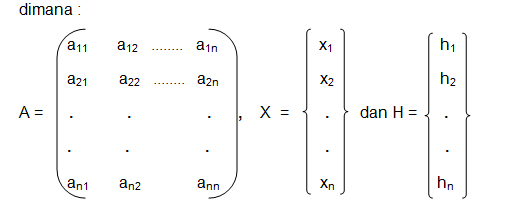 dimana :
a₁₁ a₁₂ ........ a₁ₙ x₁ h₁
a₂₁ a₂₂ ........ a₂ₙ x₂ h₂
A = . . . , X = . dan H = .
. . . . .
aₙ₁ aₙ₂ aₙₙ xₙ hₙ